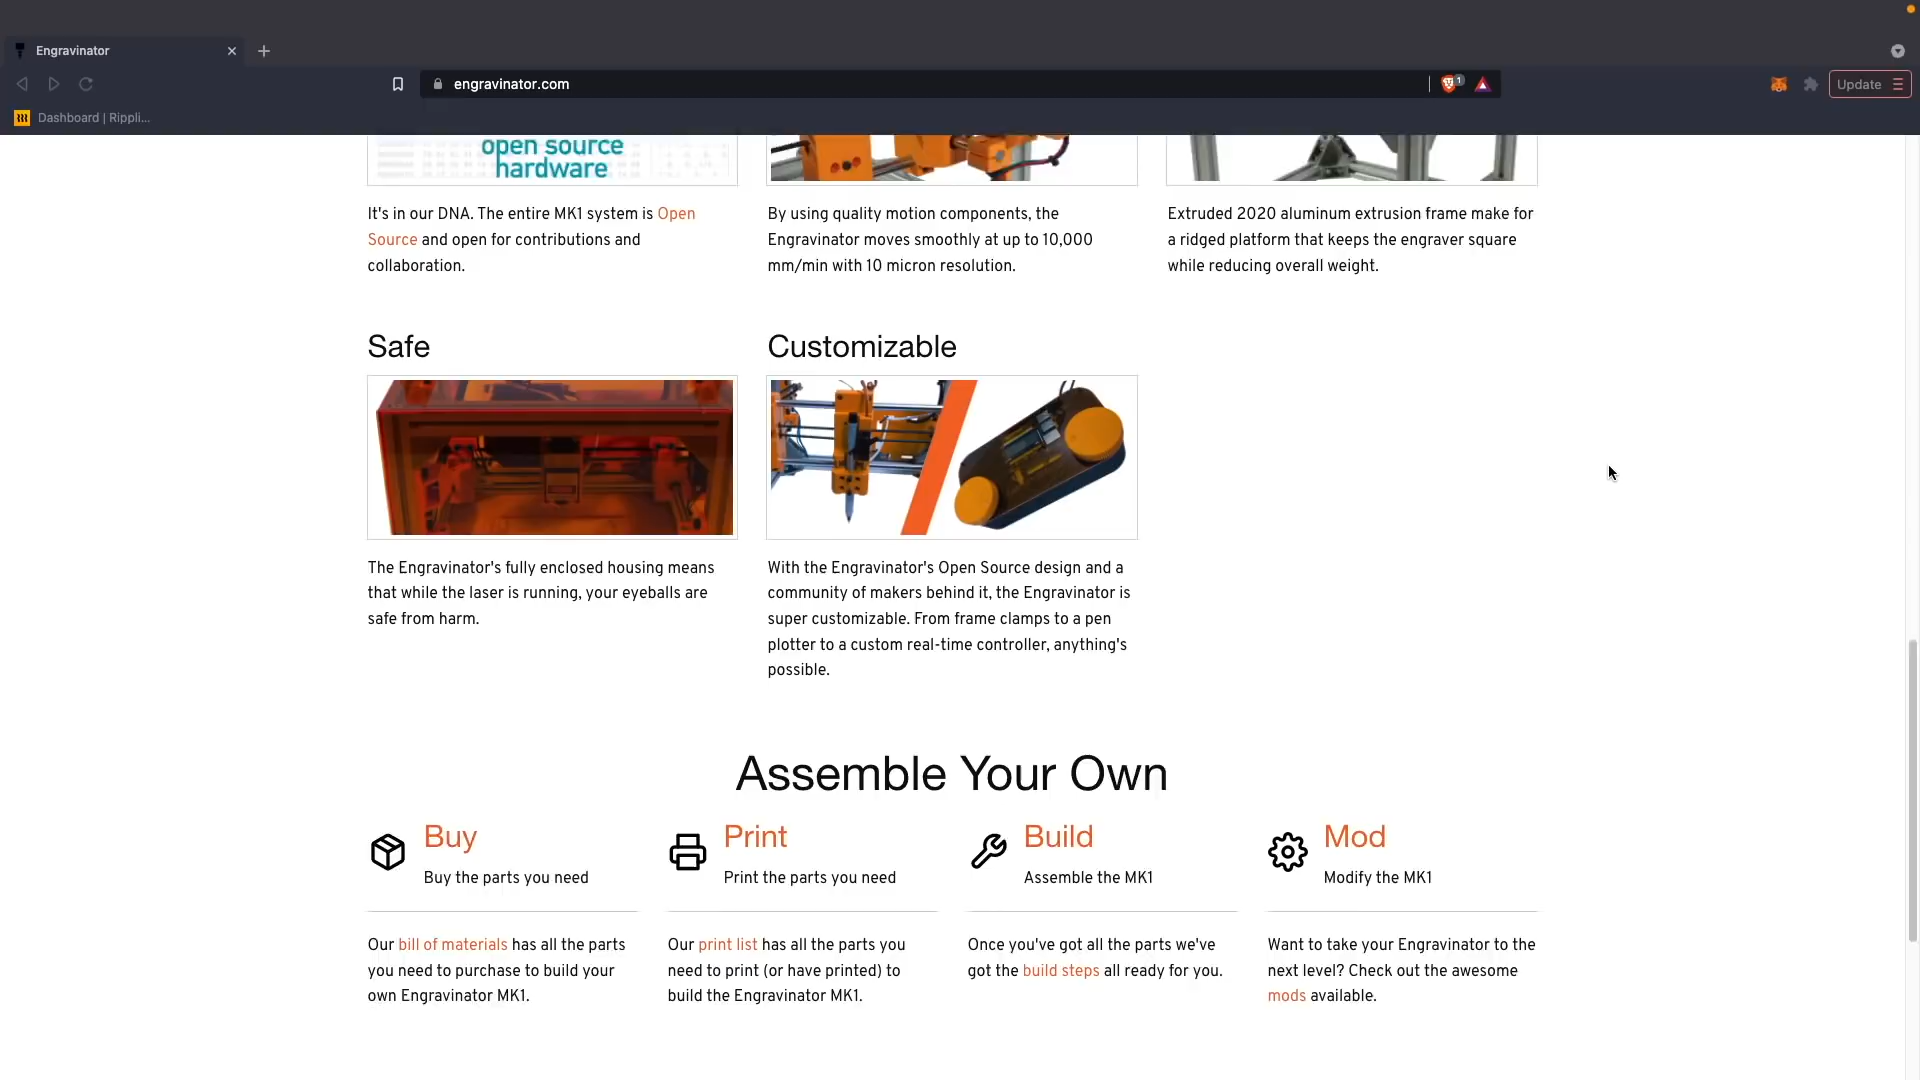 Engravinator
engravinator.com
1
Update
Dashboard | Rippli...
open source
hardware
It's in our DNA. The entire MK1 system is Open
Source and open for contributions and
collaboration.
By using quality motion components, the
Engravinator moves smoothly at up to 10,000
mm/min with 10 micron resolution.
Extruded 2020 aluminum extrusion frame make for
a ridged platform that keeps the engraver square
while reducing overall weight.
Safe
The Engravinator's fully enclosed housing means
that while the laser is running, your eyeballs are
safe from harm.
Customizable
With the Engravinator's Open Source design and a
community of makers behind it, the Engravinator is
super customizable. From frame clamps to a pen
plotter to a custom real-time controller, anything's
possible.
Assemble Your Own
Buy
Buy the parts you need
Our bill of materials has all the parts
you need to purchase to build your
own Engravinator MK1.
Print
Print the parts you need
Our print list has all the parts you
need to print (or have printed) to
build the Engravinator MK1.
Build
Assemble the MK1
Once you've got all the parts we've
got the build steps all ready for you.
Mod
Modify the MK1
Want to take your Engravinator to the
next level? Check out the awesome
mods available.